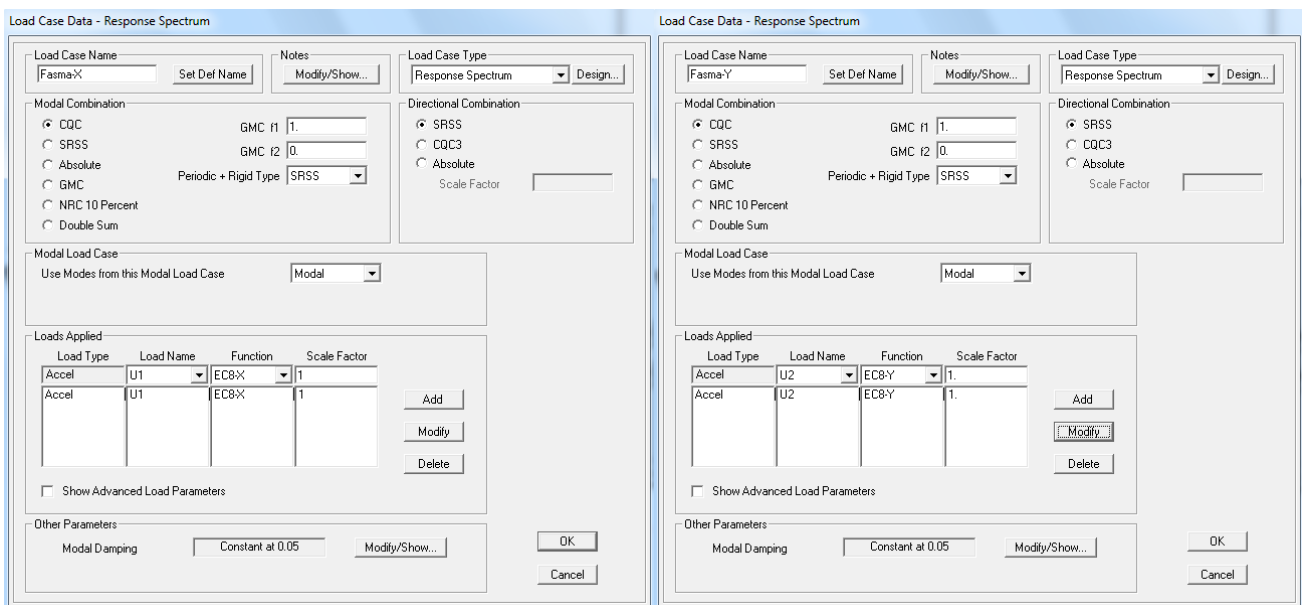 Load Case Data - Response Spectrum
Load Case Name
Fasma-X
Set Def Name
Notes
Modify/Show...
Load Case Type
Response Spectrum
Design...
Modal Combination
CQC
SRSS
Absolute
GMC
NRC 10 Percent
Double Sum
GMC f1 1.
GMC f2 0.
Periodic + Rigid Type SRSS
Directional Combination
SRSS
CQC3
Absolute
Scale Factor
Modal Load Case
Use Modes from this Modal Load Case Modal
Loads Applied
Load Type Load Name Function Scale Factor
Accel U1 EC8-X 1
Accel U1 EC8-X 1
Add
Modify
Delete
Show Advanced Load Parameters
Other Parameters
Modal Damping Constant at 0.05 Modify/Show...
OK
Cancel
Load Case Data - Response Spectrum
Load Case Name
Fasma-Y
Set Def Name
Notes
Modify/Show...
Load Case Type
Response Spectrum
Design...
Modal Combination
CQC
SRSS
Absolute
GMC
NRC 10 Percent
Double Sum
GMC f1 1.
GMC f2 0.
Periodic + Rigid Type SRSS
Directional Combination
SRSS
CQC3
Absolute
Scale Factor
Modal Load Case
Use Modes from this Modal Load Case Modal
Loads Applied
Load Type Load Name Function Scale Factor
Accel U2 EC8-Y 1.
Accel U2 EC8-Y 1.
Add
Modify
Delete
Show Advanced Load Parameters
Other Parameters
Modal Damping Constant at 0.05 Modify/Show...
OK
Cancel